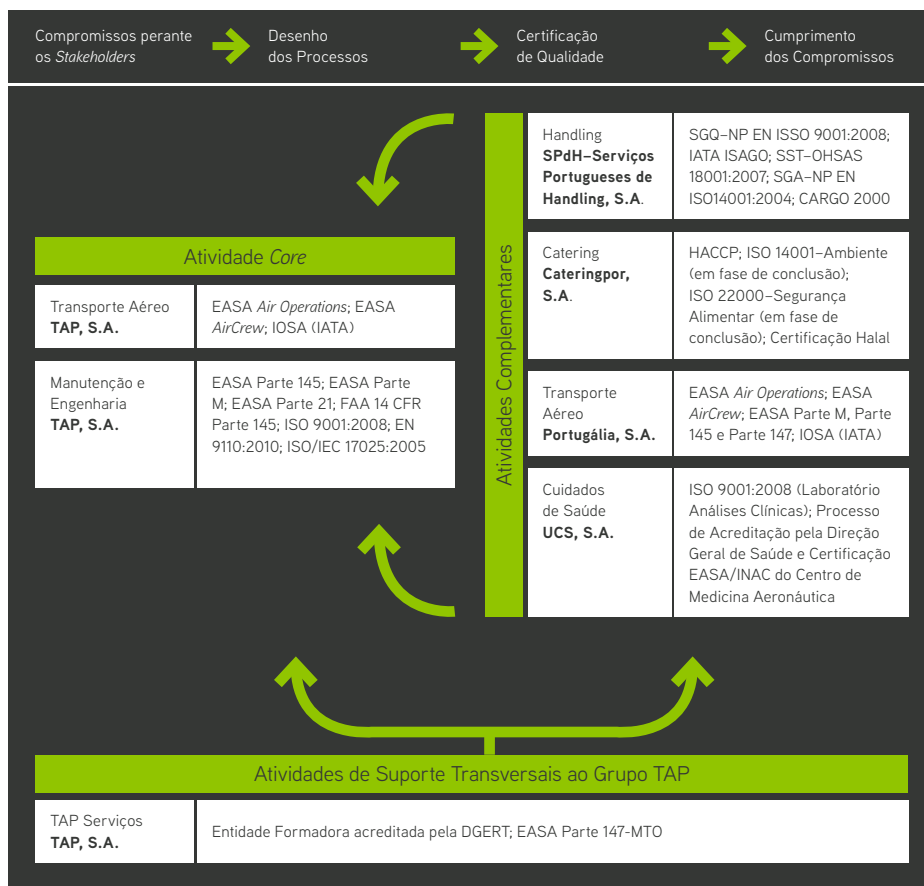 Compromissos perante
os Stakeholders
Desenho
dos Processos
Certificação
de Qualidade
Cumprimento
dos Compromissos
Atividade Core
Transporte Aéreo
TAP, S.A.
EASA Air Operations; EASA
AirCrew; IOSA (IATA)
Manutenção e
Engenharia
TAP, S.A.
EASA Parte 145; EASA Parte
M; EASA Parte 21; FAA 14 CFR
Parte 145; ISO 9001:2008; EN
9110:2010; ISO/IEC 17025:2005
Atividades Complementares
Handling
SPdH–Serviços
Portugueses de
Handling, S.A.
SGQ–NP EN ISSO 9001:2008;
IATA ISAGO; SST–OHSAS
18001:2007; SGA–NP EN
ISO14001:2004; CARGO 2000
Catering
Cateringpor,
S.A.
HACCP; ISO 14001–Ambiente
(em fase de conclusão);
ISO 22000–Segurança
Alimentar (em fase de
conclusão); Certificação Halal
Transporte
Aéreo
Portugália, S.A.
EASA Air Operations; EASA
AirCrew; EASA Parte M, Parte
145 e Parte 147; IOSA (IATA)
Cuidados
de Saúde
UCS, S.A.
ISO 9001:2008 (Laboratório
Análises Clínicas); Processo
de Acreditação pela Direção
Geral de Saúde e Certificação
EASA/INAC do Centro de
Medicina Aeronáutica
Atividades de Suporte Transversais ao Grupo TAP
TAP Serviços
TAP, S.A.
Entidade Formadora acreditada pela DGERT; EASA Parte 147-MTO